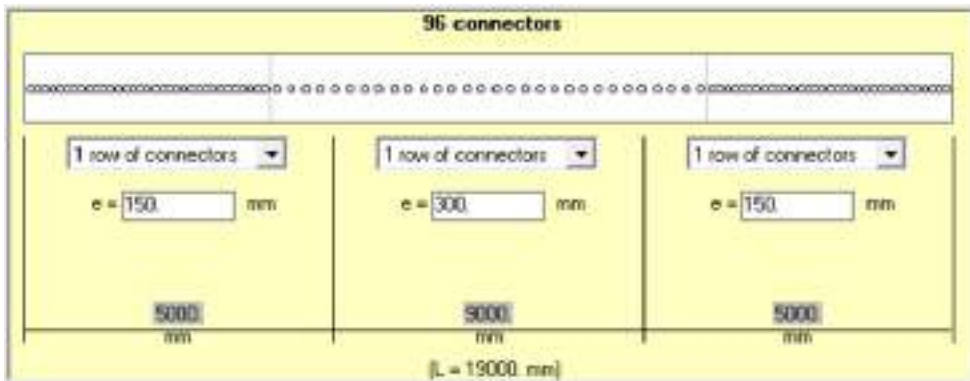 96 connectors
1 row of connectors 1 row of connectors 1 row of connectors
e = 150. mm e = 300. mm e = 150. mm
5000. 9000. 5000.
mm mm mm
(L = 19000. mm)